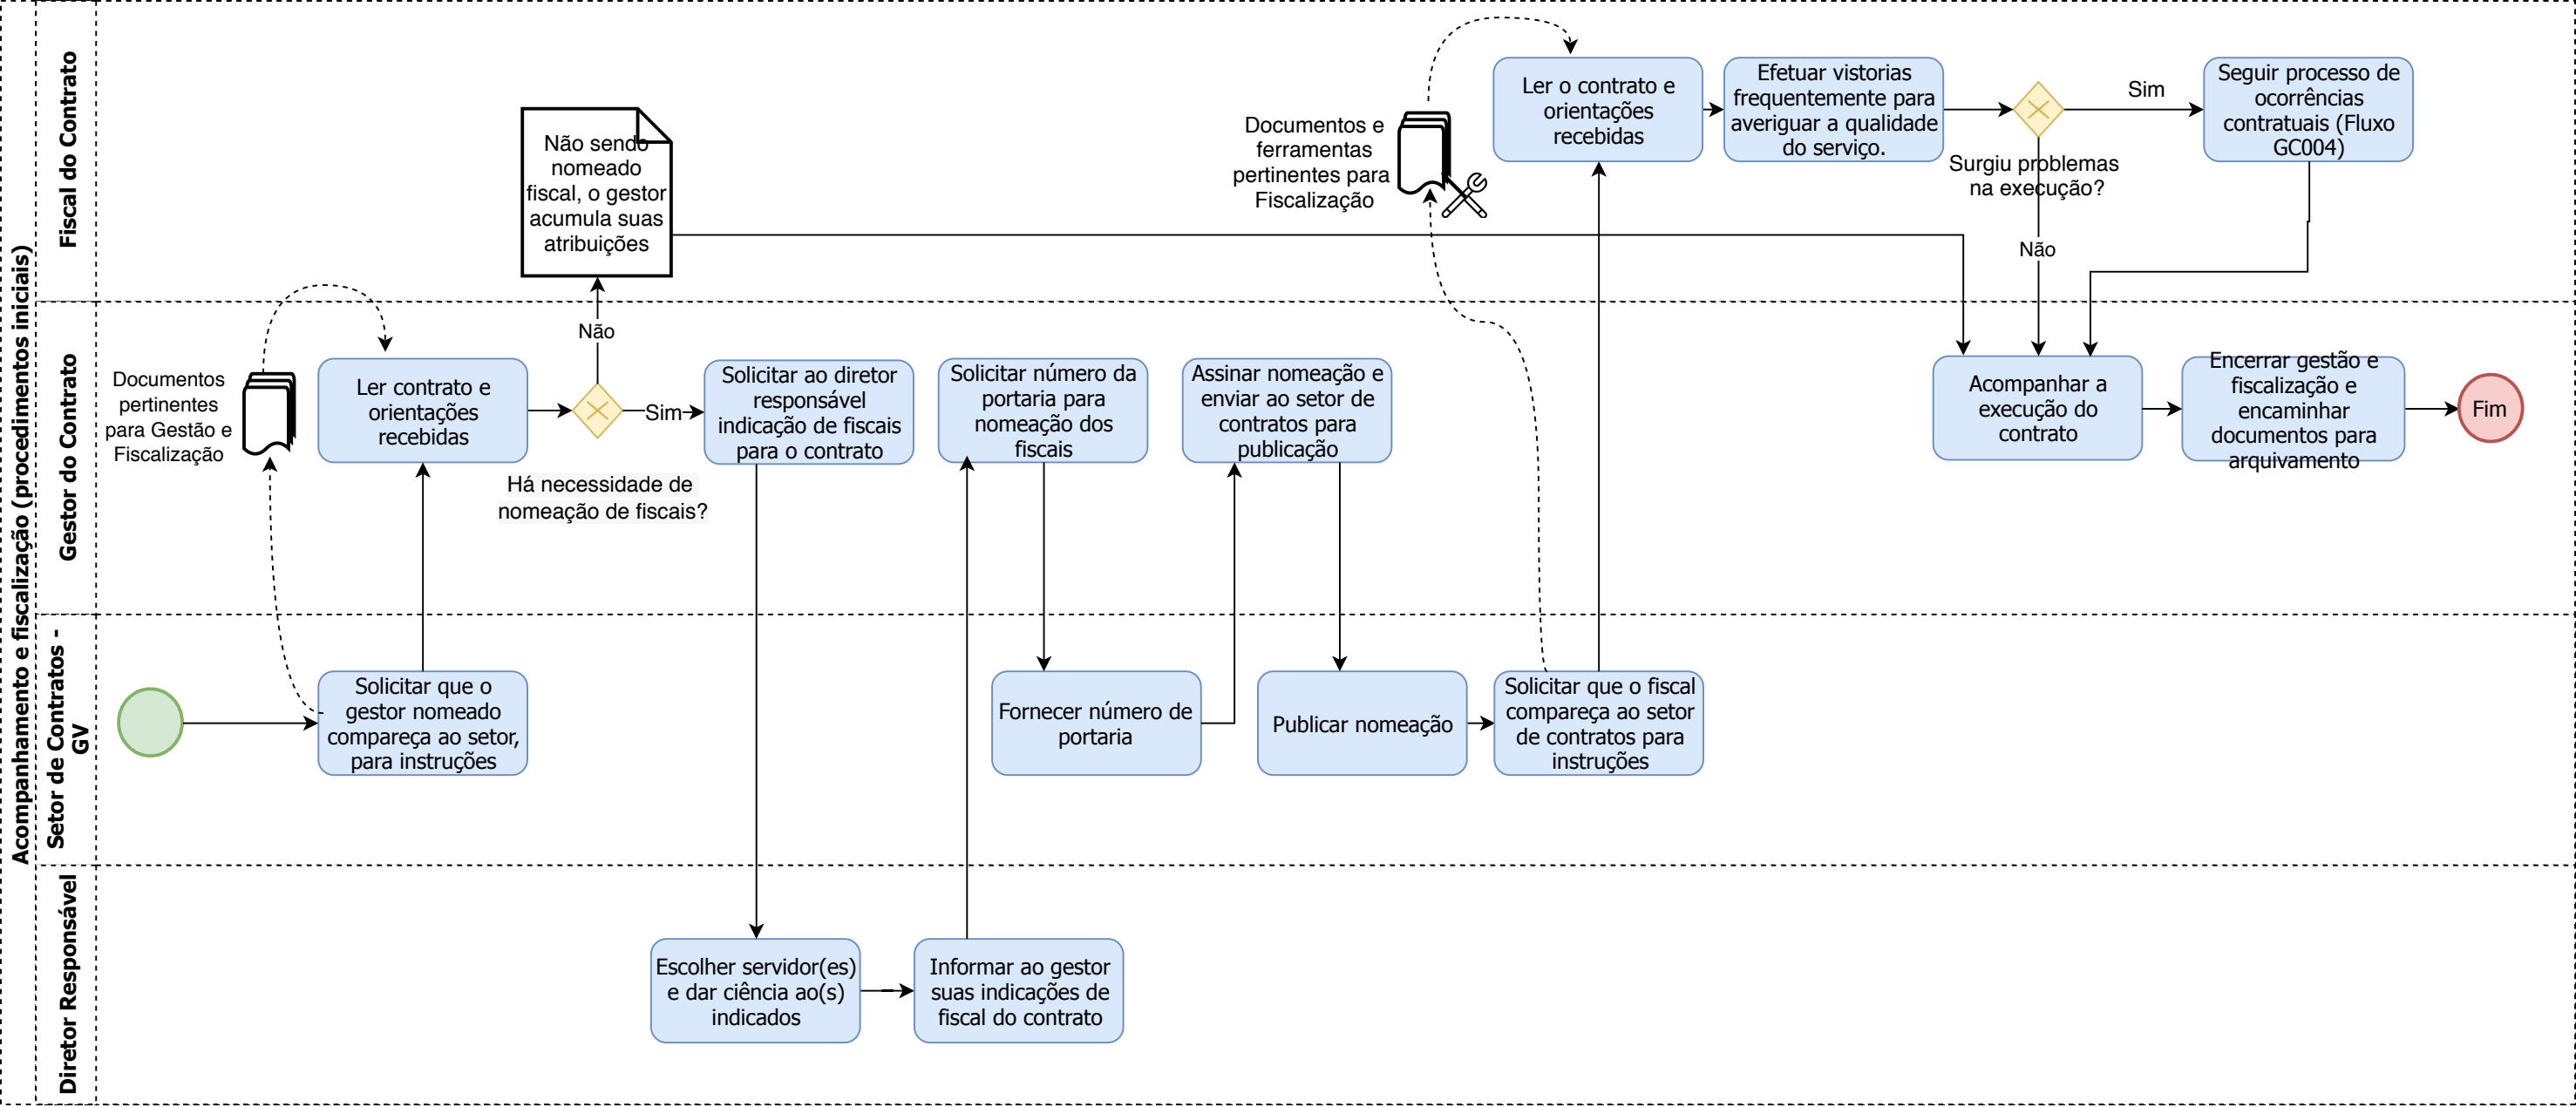 Acompanhamento e fiscalização (procedimentos iniciais)
Fiscal do Contrato
Não sendo
nomeado
fiscal, o gestor
acumula suas
atribuições
Documentos e
ferramentas
pertinentes para
Fiscalização
Ler o contrato e
orientações
recebidas
Efetuar vistorias
frequentemente para
averiguar a qualidade
do serviço.
Surgiu problemas
na execução?
Sim
Não
Seguir processo de
ocorrências
contratuais (Fluxo
GC004)
Gestor do Contrato
Documentos
pertinentes
para Gestão e
Fiscalização
Ler contrato e
orientações
recebidas
Não
Sim
Há necessidade de
nomeação de fiscais?
Solicitar ao diretor
responsável
indicação de fiscais
para o contrato
Solicitar número da
portaria para
nomeação dos
fiscais
Assinar nomeação e
enviar ao setor de
contratos para
publicação
Acompanhar a
execução do
contrato
Encerrar gestão e
fiscalização e
encaminhar
documentos para
arquivamento
Fim
Setor de Contratos -
GV
Solicitar que o
gestor nomeado
compareça ao setor,
para instruções
Fornecer número de
portaria
Publicar nomeação
Solicitar que o fiscal
compareça ao setor
de contratos para
instruções
Diretor Responsável
Escolher servidor(es)
e dar ciência ao(s)
indicados
Informar ao gestor
suas indicações de
fiscal do contrato